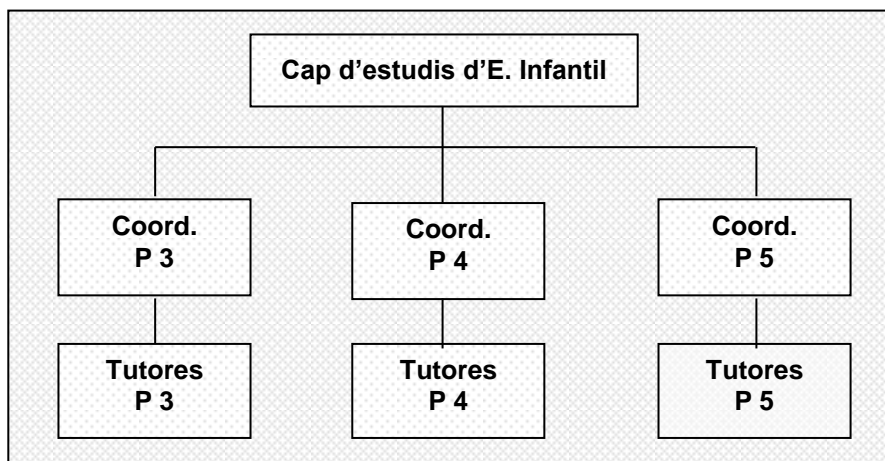 Cap d’estudis d’E. Infantil
Coord.
P 3
Coord.
P 4
Coord.
P 5
Tutores
P 3
Tutores
P 4
Tutores
P 5